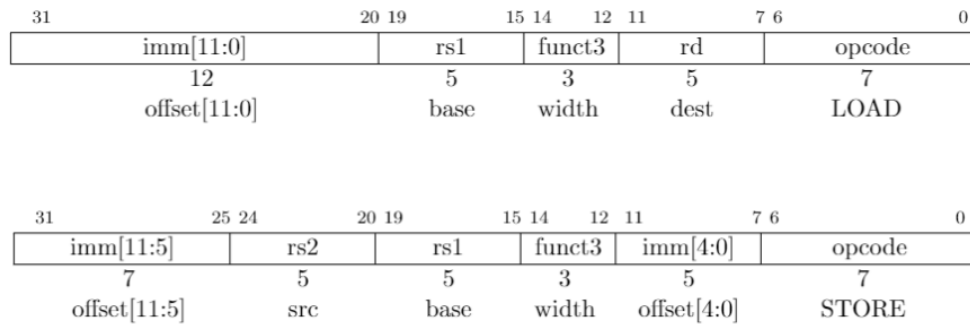 31 20 19 15 14 12 11 7 6 0
imm[11:0] rs1 funct3 rd opcode
12 5 3 5 7
offset[11:0] base width dest LOAD
31 25 24 20 19 15 14 12 11 7 6 0
imm[11:5] rs2 rs1 funct3 imm[4:0] opcode
7 5 5 3 5 7
offset[11:5] src base width offset[4:0] STORE